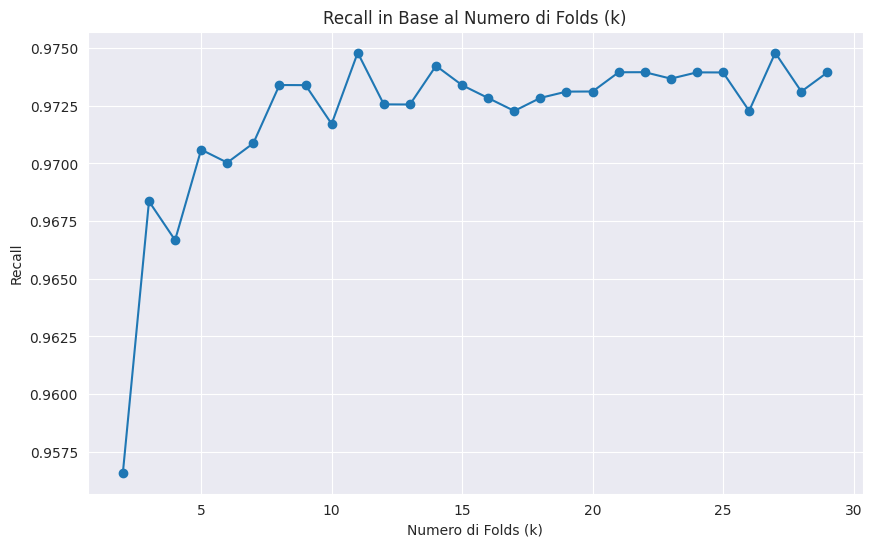 Recall in Base al Numero di Folds (k)
0.9750
0.9725
0.9700
0.9675
0.9650
0.9625
0.9600
0.9575
Recall
5 10 15 20 25 30
Numero di Folds (k)